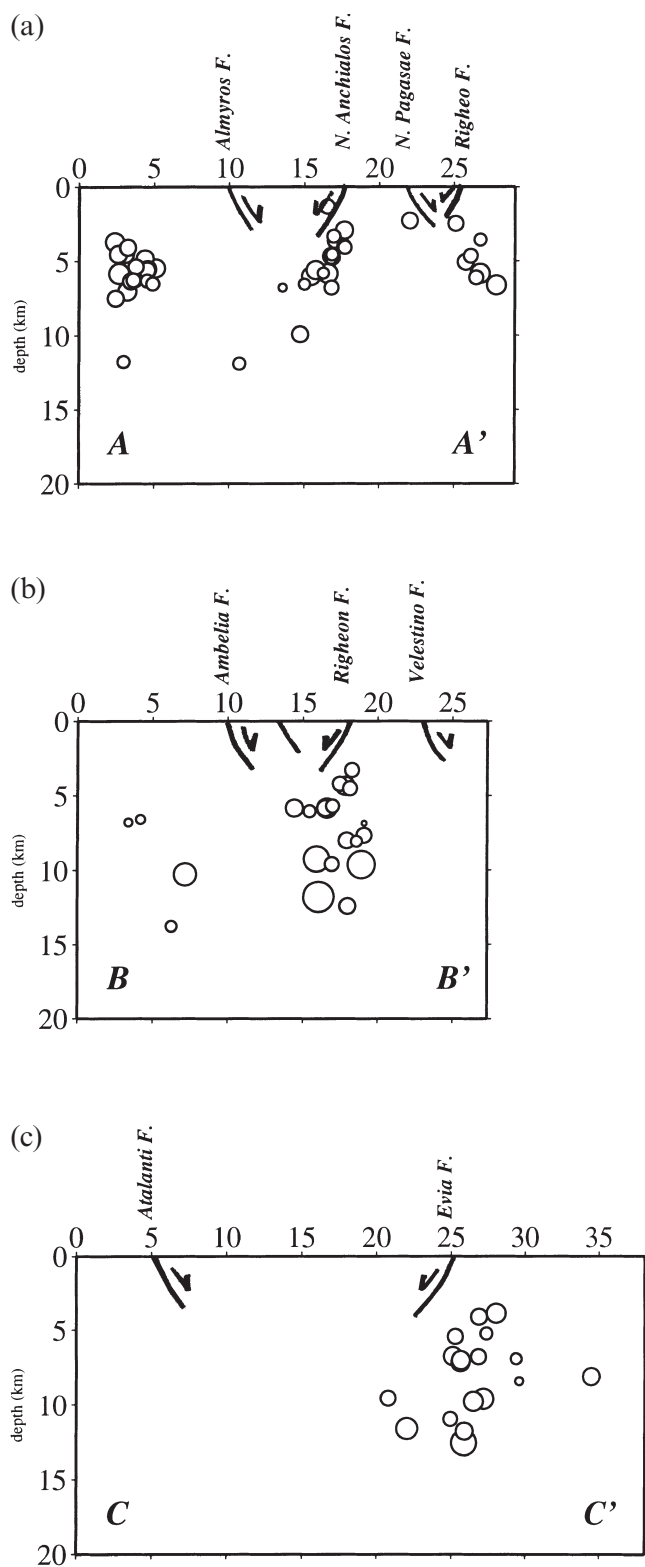 (a)
Almyros F.
N. Anchialos F.
N. Pagasae F.
Righeo F.
0 5 10 15 20 25
0
5
10
15
20
depth (km)
A A’
(b)
Ambelia F.
Righeon F.
Velestino F.
0 5 10 15 20 25
0
5
10
15
20
depth (km)
B B’
(c)
Atalanti F.
Evia F.
0 5 10 15 20 25 30 35
0
5
10
15
20
depth (km)
C C’